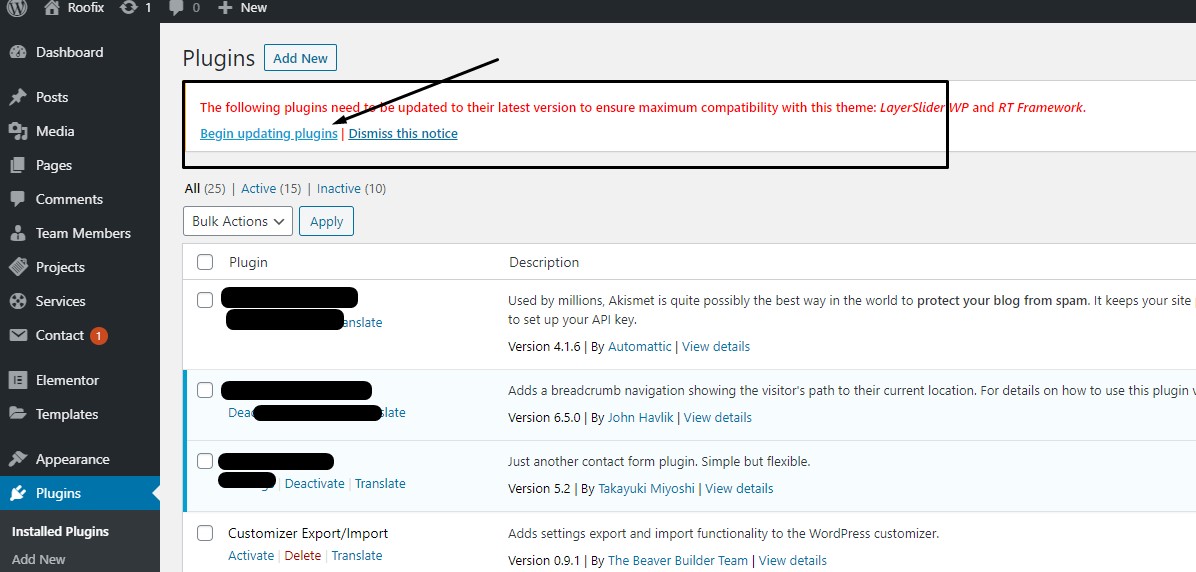 Roofix 1 0 New
Dashboard
Posts
Media
Pages
Comments
Team Members
Projects
Services
Contact 1
Elementor
Templates
Appearance
Plugins
Installed Plugins
Add New
Plugins Add New
The following plugins need to be updated to their latest version to ensure maximum compatibility with this theme: LayerSlider WP and RT Framework.
Begin updating plugins | Dismiss this notice
All (25) | Active (15) | Inactive (10)
Bulk Actions Apply
Plugin Description
Used by millions, Akismet is quite possibly the best way in the world to protect your blog from spam. It keeps your site
anslate to set up your API key.
Version 4.1.6 | By Automattic | View details
Adds a breadcrumb navigation showing the visitor's path to their current location. For details on how to use this plugin
Deac slate
Version 6.5.0 | By John Havlik | View details
Just another contact form plugin. Simple but flexible.
| Deactivate | Translate
Version 5.2 | By Takayuki Miyoshi | View details
Customizer Export/Import Adds settings export and import functionality to the WordPress customizer.
Activate | Delete | Translate
Version 0.9.1 | By The Beaver Builder Team | View details